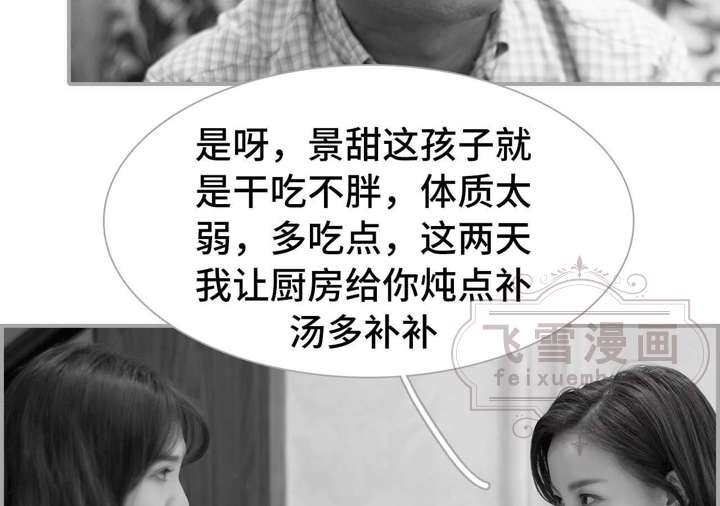 是呀，景甜这孩子就
是干吃不胖，体质太
弱，多吃点，这两天
我让厨房给你炖点补
汤多补补
飞雪漫画
feixuemh